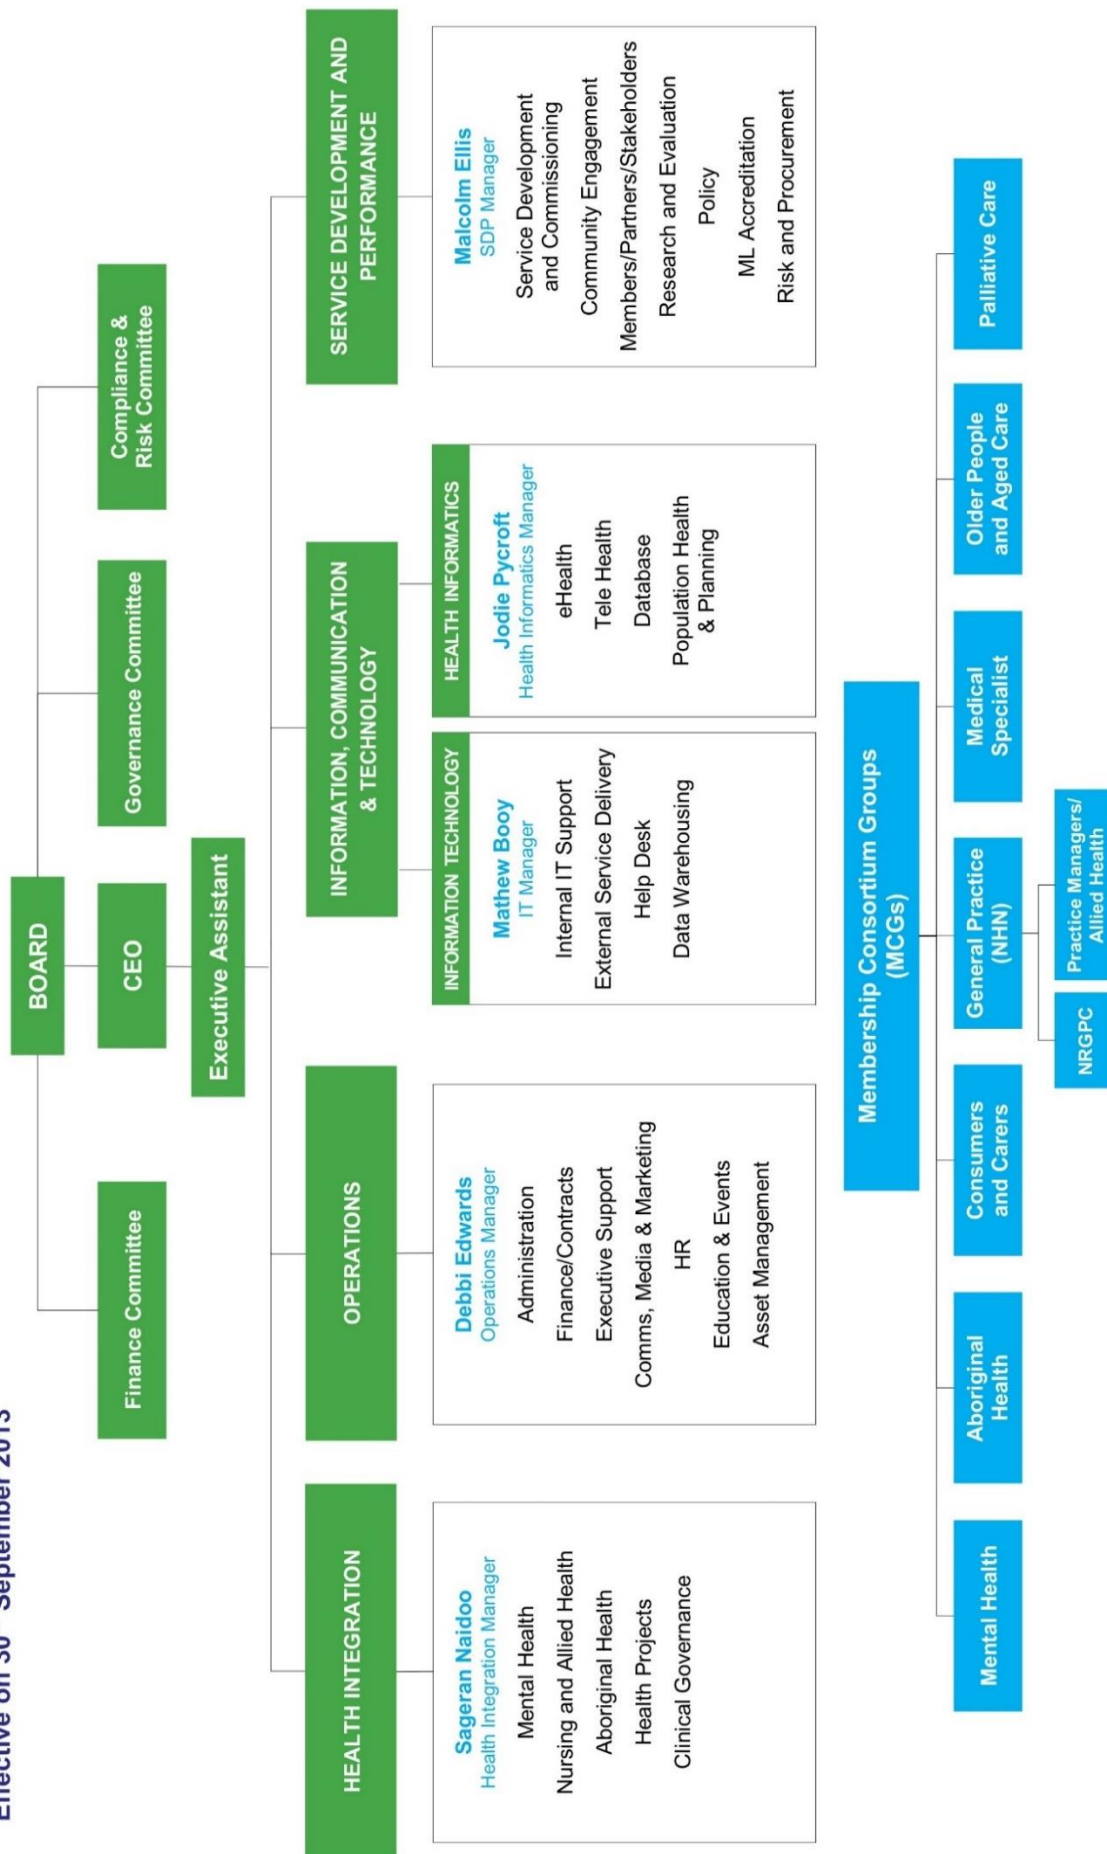 Effective on 30th September 2013
BOARD
Finance Committee
CEO
Governance Committee
Compliance &
Risk Committee
Executive Assistant
HEALTH INTEGRATION
Sageran Naidoo
Health Integration Manager
Mental Health
Nursing and Allied Health
Aboriginal Health
Health Projects
Clinical Governance
OPERATIONS
Debbi Edwards
Operations Manager
Administration
Finance/Contracts
Executive Support
Comms, Media & Marketing
HR
Education & Events
Asset Management
INFORMATION, COMMUNICATION
& TECHNOLOGY
INFORMATION TECHNOLOGY
Mathew Booy
IT Manager
Internal IT Support
External Service Delivery
Help Desk
Data Warehousing
HEALTH INFORMATICS
Jodie Pycroft
Health Informatics Manager
eHealth
Tele Health
Database
Population Health
& Planning
SERVICE DEVELOPMENT AND
PERFORMANCE
Malcolm Ellis
SDP Manager
Service Development
and Commissioning
Community Engagement
Members/Partners/Stakeholders
Research and Evaluation
Policy
ML Accreditation
Risk and Procurement
Membership Consortium Groups
(MCGs)
Mental Health
Aboriginal
Health
Consumers
and Carers
General Practice
(NHN)
Medical
Specialist
Older People
and Aged Care
Palliative Care
NRGPC
Practice Managers/
Allied Health